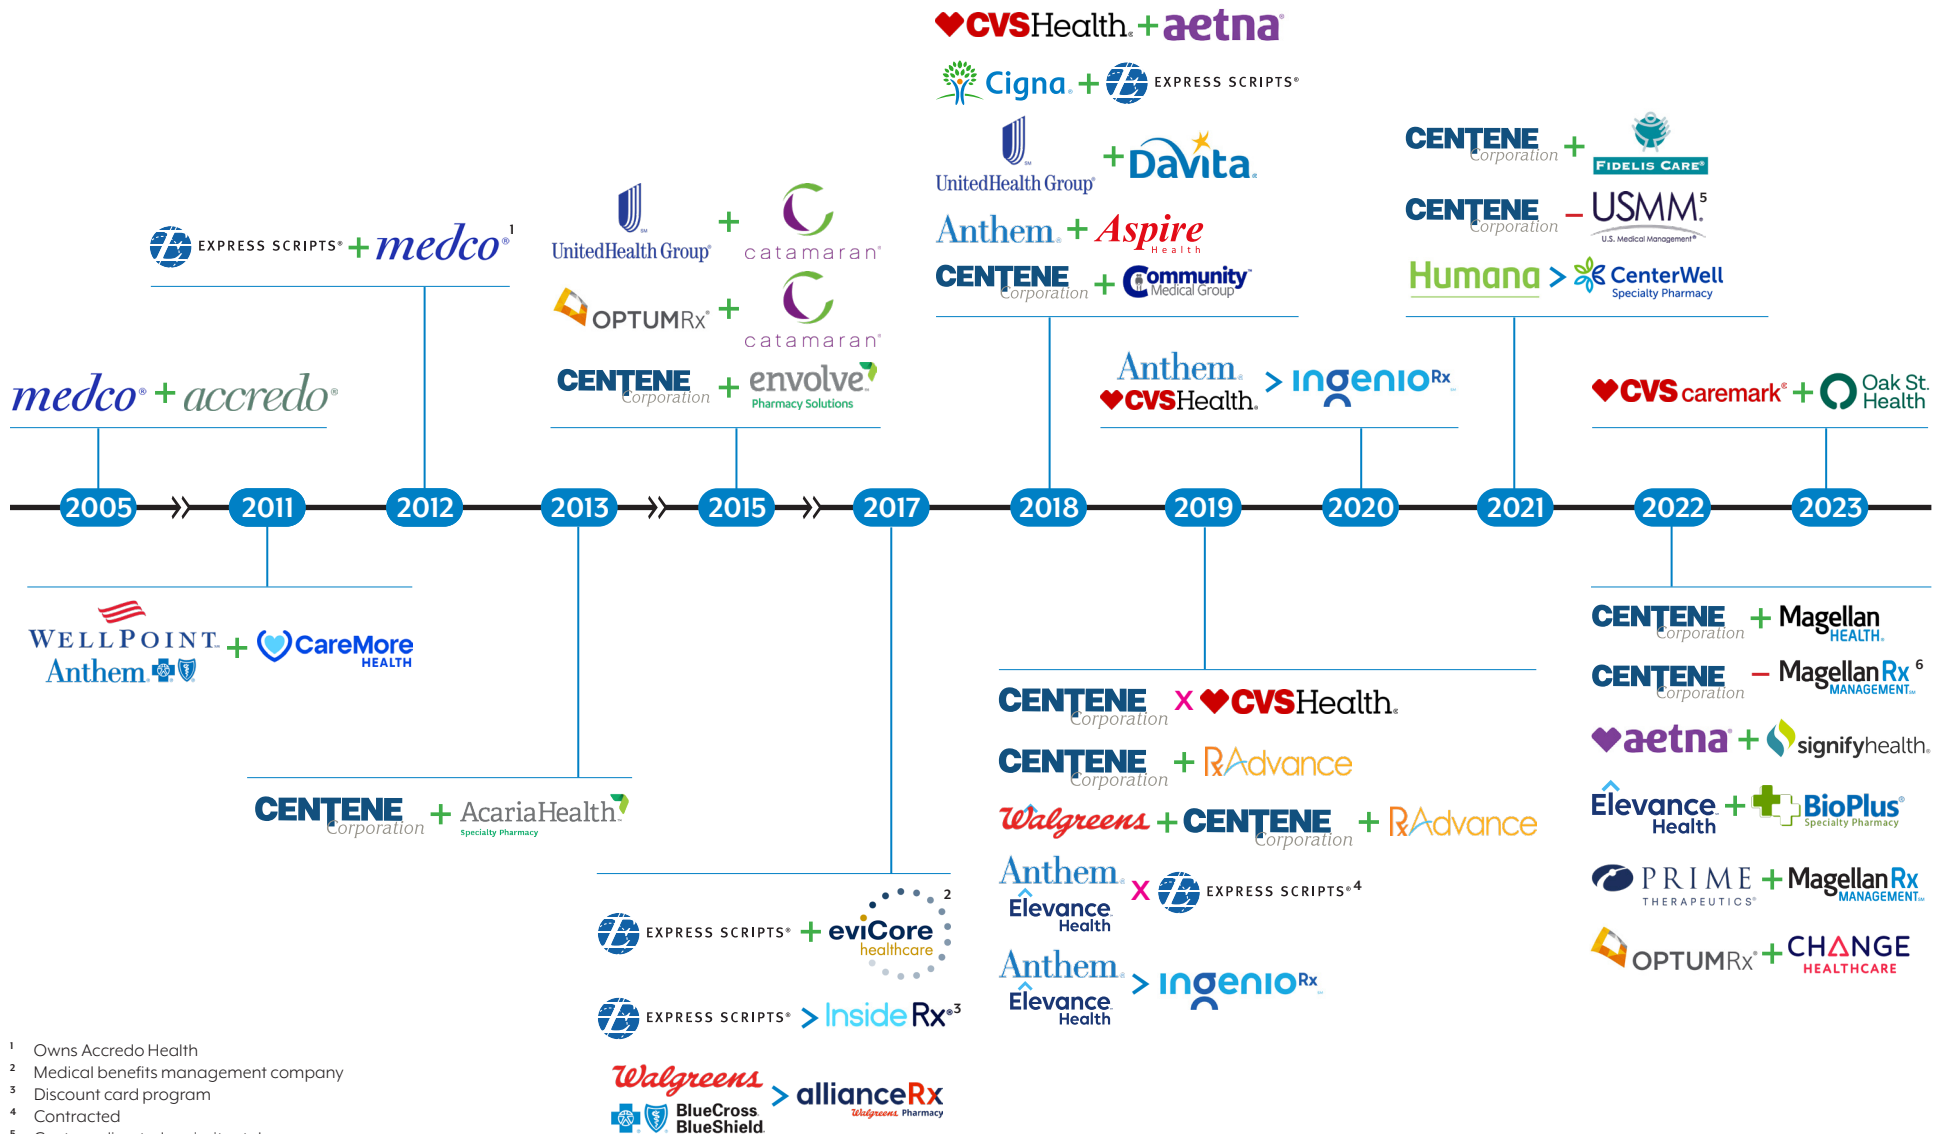 CVSHealth® + aetna®
Cigna® + EXPRESS SCRIPTS®
UnitedHealth Group® + DaVita®
Anthem® + Aspire Health
CENTENE Corporation + Community Medical Group™
CENTENE Corporation + FIDELIS CARE®
CENTENE Corporation – USMM® 5
U.S. Medical Management®
Humana > CenterWell Specialty Pharmacy
EXPRESS SCRIPTS® + medco® 1
UnitedHealth Group® + catamaran®
OPTUMRx® + catamaran®
CENTENE Corporation + envolve™ Pharmacy Solutions
medco® + accredo®
Anthem® CVSHealth® > ingenioRx
CVS caremark® + Oak St. Health
2005 2011 2012 2013 2015 2017 2018 2019 2020 2021 2022 2023
WELLPOINT Anthem + CareMore HEALTH
CENTENE Corporation + AcariaHealth Specialty Pharmacy
EXPRESS SCRIPTS® + eviCore healthcare 2
EXPRESS SCRIPTS® > Inside Rx® 3
Walgreens BlueCross BlueShield > allianceRx Walgreens Pharmacy
CENTENE Corporation x CVSHealth®
CENTENE Corporation + RxAdvance
Walgreens + CENTENE Corporation + RxAdvance
Anthem® Elevance Health x EXPRESS SCRIPTS® 4
Anthem® Elevance Health > ingenioRx
CENTENE Corporation + Magellan HEALTH
CENTENE Corporation – MagellanRx MANAGEMENT 6
aetna® + signifyhealth®
Elevance Health + BioPlus® Specialty Pharmacy
PRIME THERAPEUTICS® + MagellanRx MANAGEMENT
OPTUMRx® + CHANGE HEALTHCARE
1 Owns Accredo Health
2 Medical benefits management company
3 Discount card program
4 Contracted